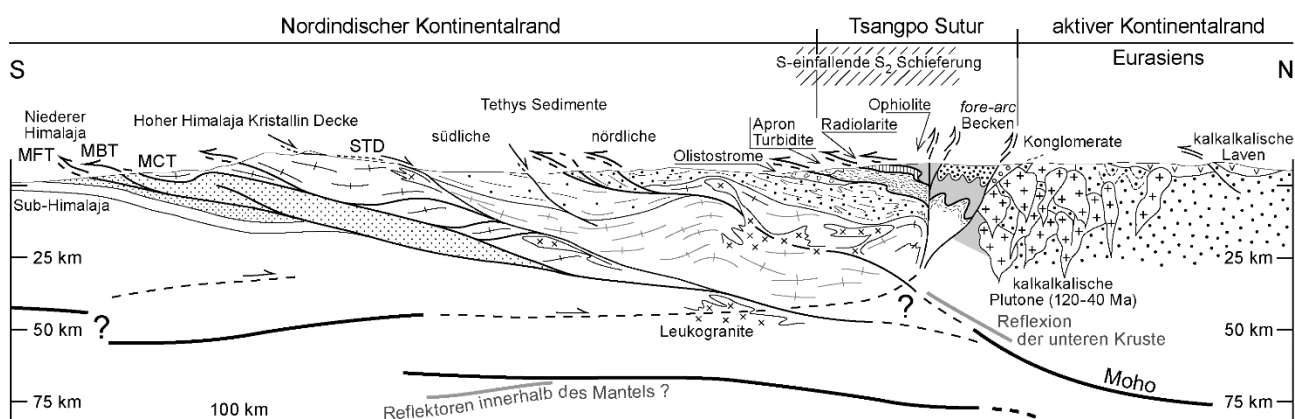 Nordindischer Kontinentalrand
Tsangpo Sutur
aktiver Kontinentalrand
Eurasiens
S
N
S-einfallende S2 Schieferung
Niederer
Himalaja
MFT
MBT
MCT
Hoher Himalaja Kristallin Decke
STD
Tethys Sedimente
südliche
nördliche
Olistostrome
Apron
Turbidite
Radiolarite
Ophiolite
fore-arc
Becken
Konglomerate
kalkalkalische
Laven
Sub-Himalaja
25 km
25 km
kalkalkalische
Plutone (120-40 Ma)
?
?
Leukogranite
Reflexion
der unteren Kruste
50 km
50 km
Moho
Reflektoren innerhalb des Mantels ?
75 km
100 km
75 km